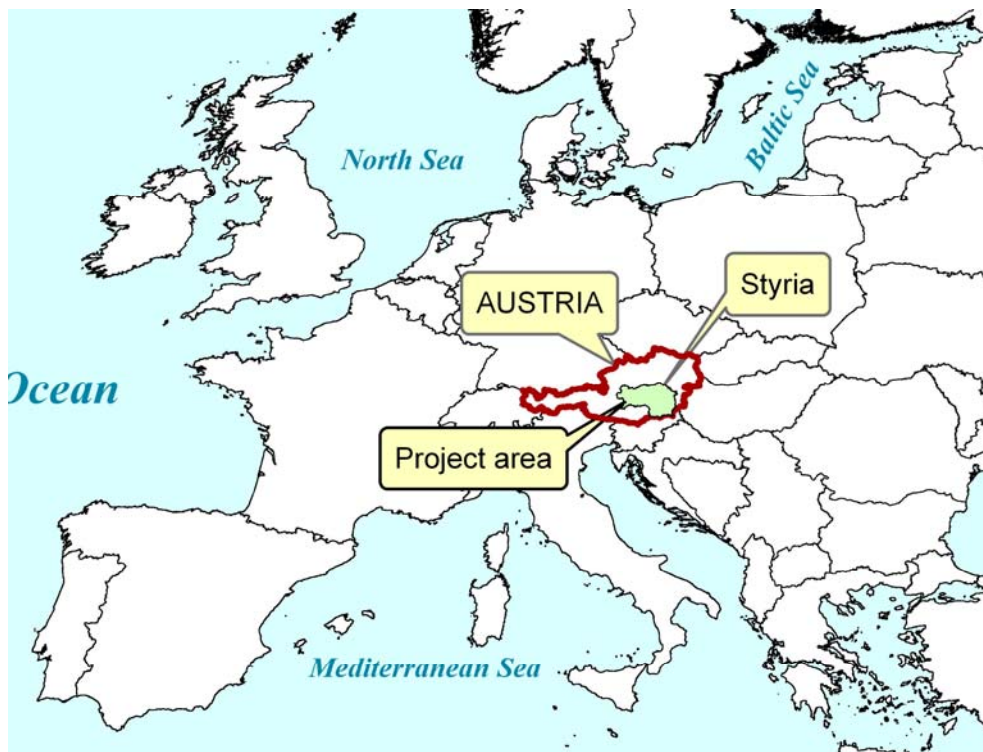 North Sea
Baltic Sea
Styria
AUSTRIA
Ocean
Project area
Mediterranean Sea